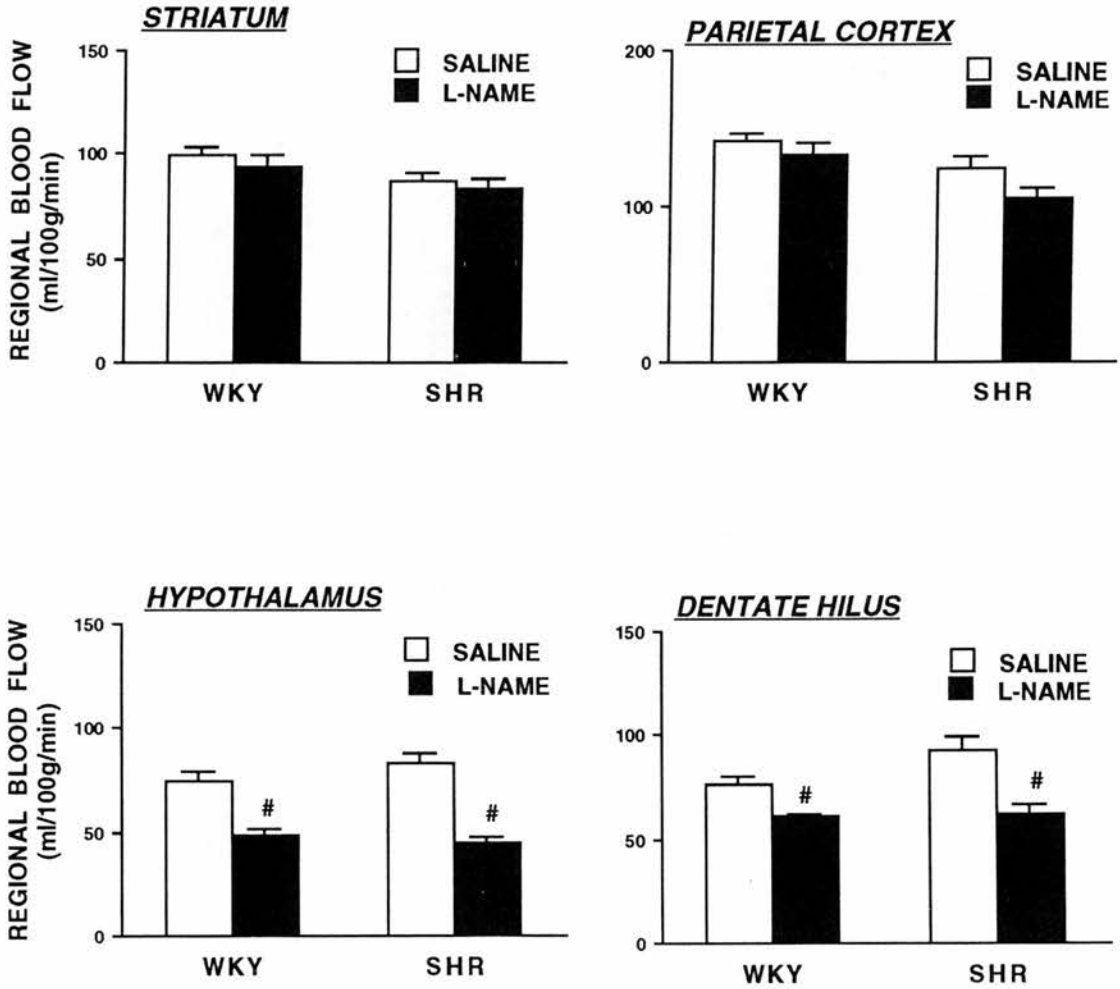 STRIATUM
REGIONAL BLOOD FLOW
(ml/100g/min)
150
100
50
0
SALINE
L-NAME
WKY SHR
PARIETAL CORTEX
200
100
0
SALINE
L-NAME
WKY SHR
HYPOTHALAMUS
REGIONAL BLOOD FLOW
(ml/100g/min)
150
100
50
0
SALINE
L-NAME
# #
WKY SHR
DENTATE HILUS
150
100
50
0
SALINE
L-NAME
# #
WKY SHR